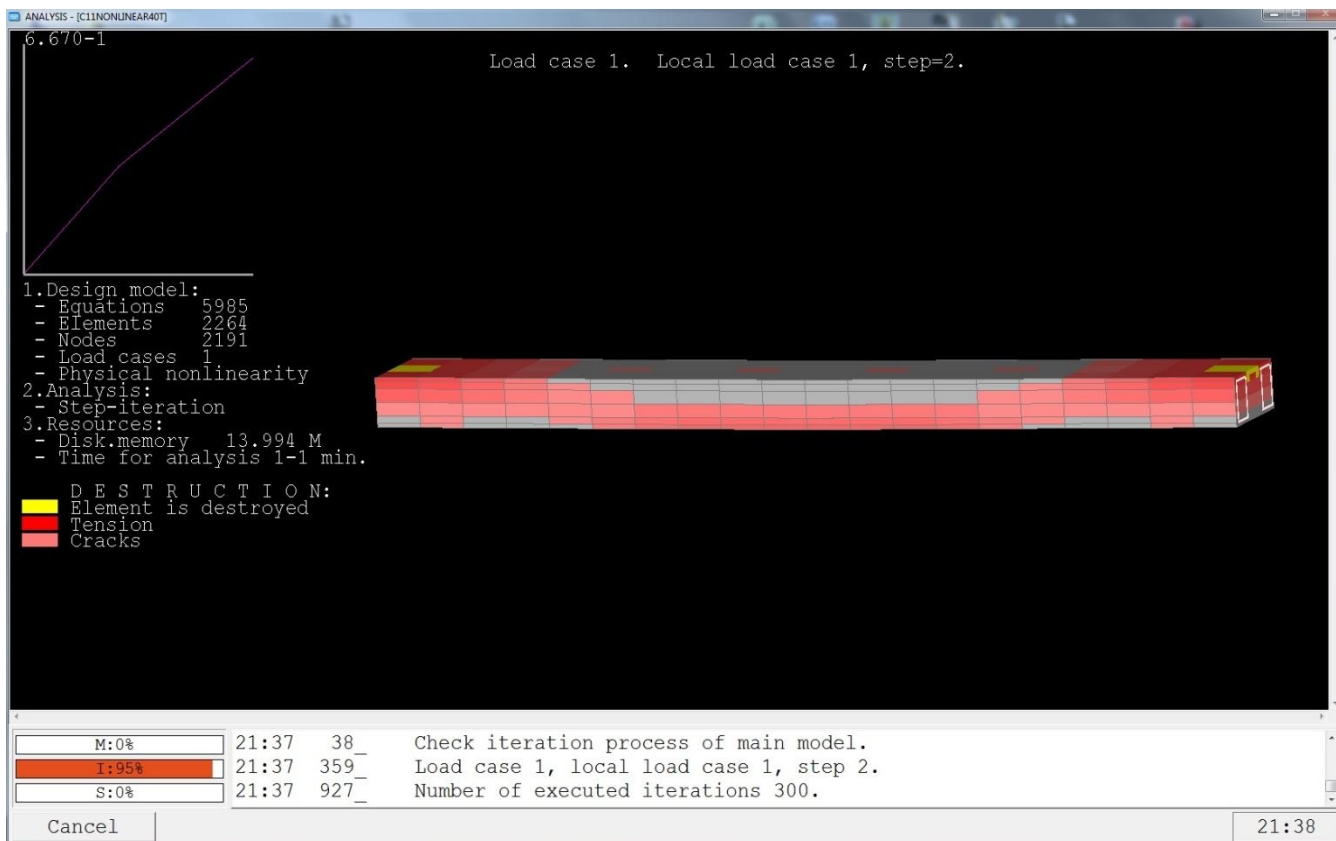 ANALYSIS - [C11NONLINEAR40T]
6.670-1
Load case 1.  Local load case 1, step=2.
1.Design model:
- Equations 5985
- Elements 2264
- Nodes 2191
- Load cases 1
- Physical nonlinearity
2.Analysis:
- Step-iteration
3.Resources:
- Disk.memory 13.994 M
- Time for analysis 1-1 min.
D E S T R U C T I O N:
Element is destroyed
Tension
Cracks
M:0% 21:37 38_ Check iteration process of main model.
I:95% 21:37 359_ Load case 1, local load case 1, step 2.
S:0% 21:37 927_ Number of executed iterations 300.
Cancel 21:38